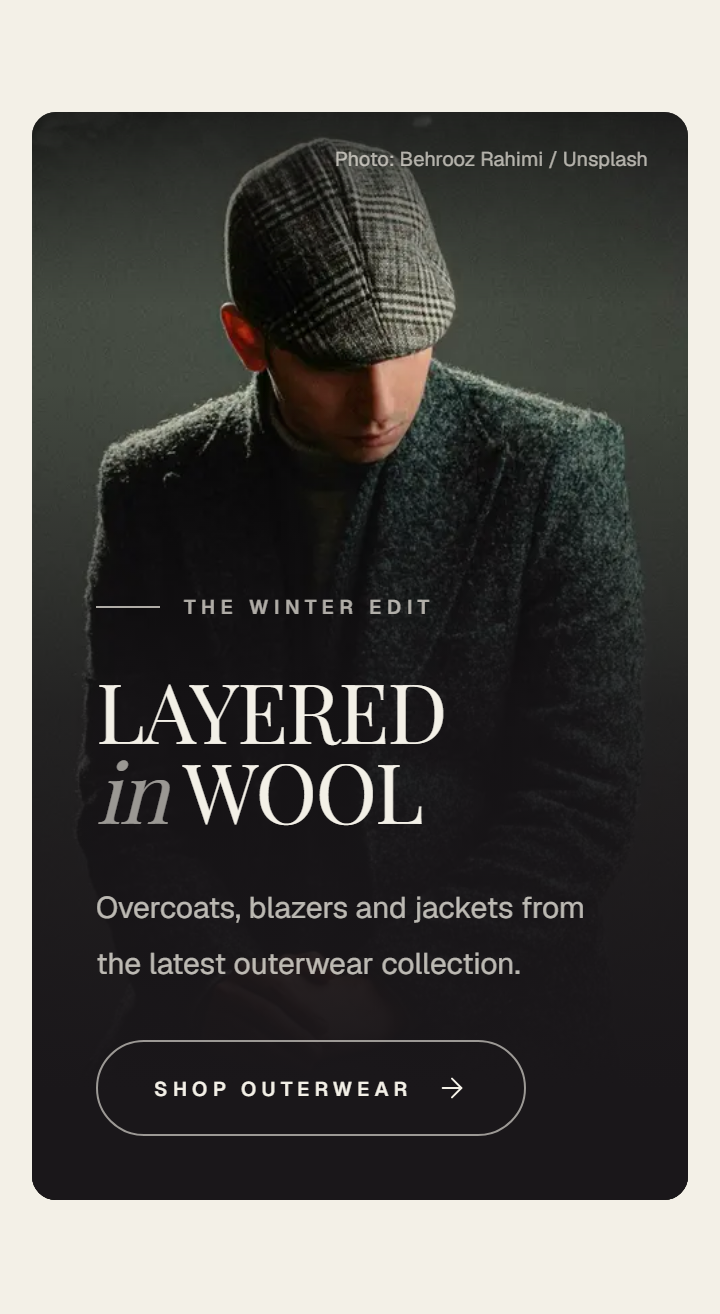 Photo: Behrooz Rahimi / Unsplash
THE WINTER EDIT
LAYERED
in WOOL
Overcoats, blazers and jackets from
the latest outerwear collection.
SHOP OUTERWEAR →